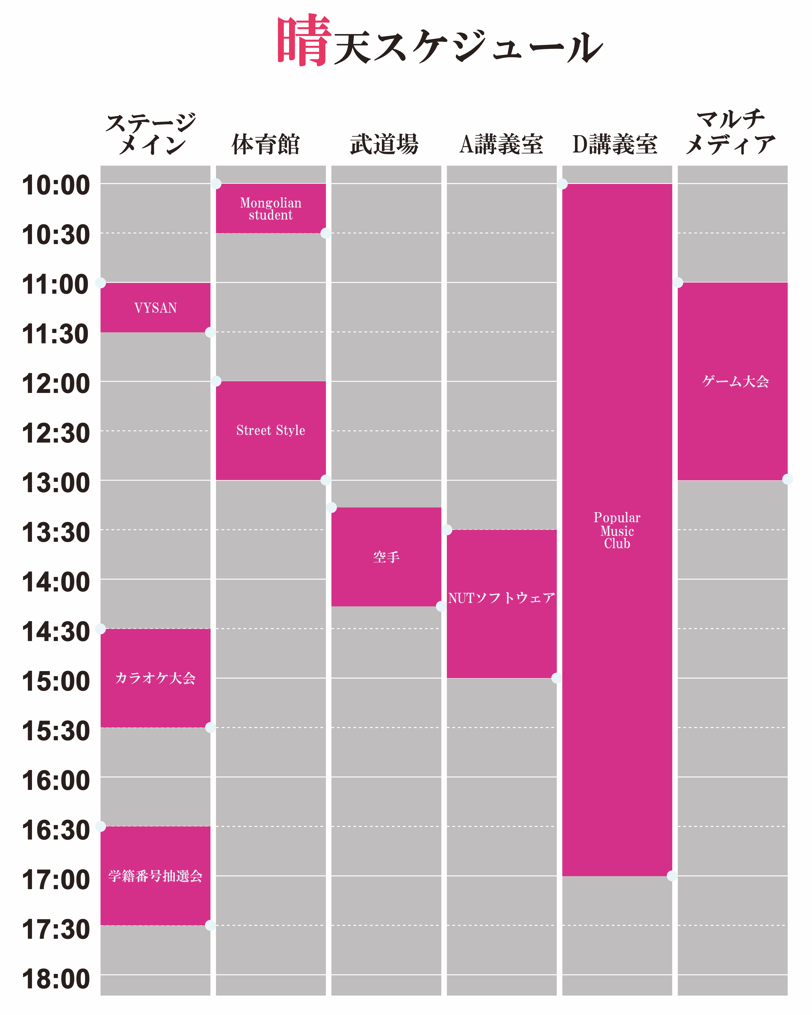 晴天スケジュール
ステージ
メイン
体育館
武道場
A講義室
D講義室
マルチ
メディア
10:00
Mongolian
student
10:30
11:00
VYSAN
11:30
12:00
ゲーム大会
12:30
Street Style
13:00
13:30
Popular
Music
Club
空手
14:00
NUTソフトウェア
14:30
15:00
カラオケ大会
15:30
16:00
16:30
17:00
学籍番号抽選会
17:30
18:00